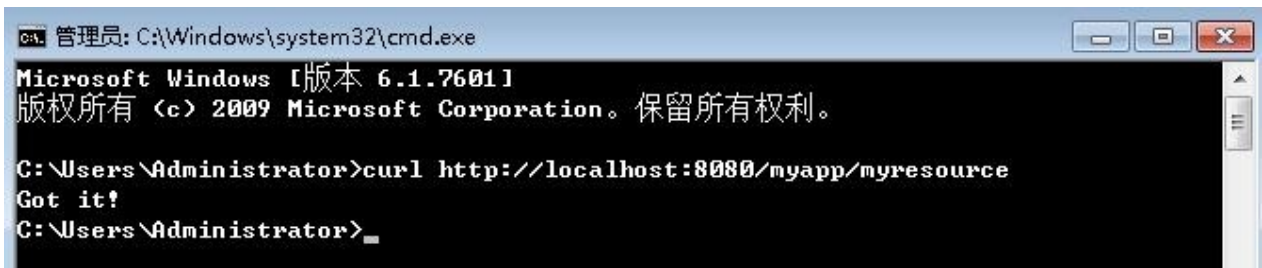 管理员: C:\Windows\system32\cmd.exe
Microsoft Windows [版本 6.1.7601]
版权所有 (c) 2009 Microsoft Corporation。保留所有权利。
C:\Users\Administrator>curl http://localhost:8080/myapp/myresource
Got it!
C:\Users\Administrator>_